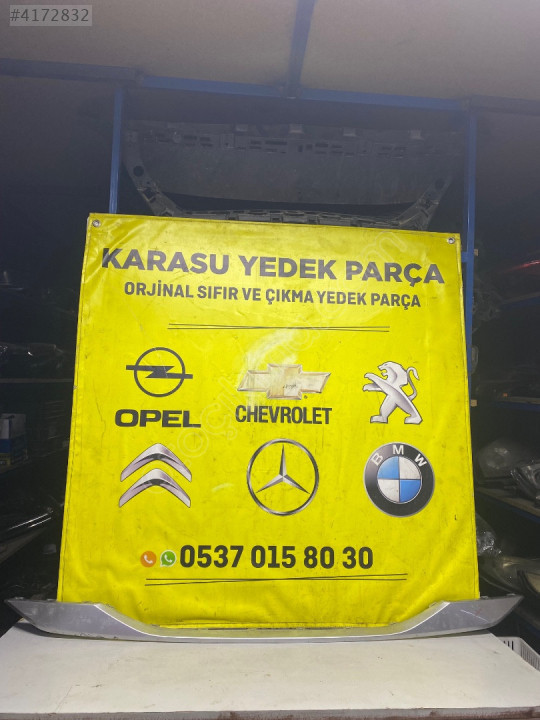 #4172832
KARASU YEDEK PARÇA
ORJİNAL SIFIR VE ÇIKMA YEDEK PARÇA
OPEL
CHEVROLET
BMW
0537 015 80 30